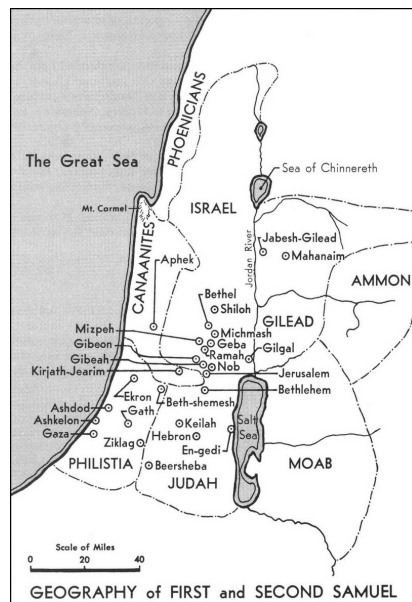 PHOENICIANS
The Great Sea
Sea of Chinnereth
ISRAEL
Mt. Carmel
CANAANITES
Jordan River
Jabesh-Gilead
Mahanaim
Aphek
AMMON
Bethel
Shiloh
GILEAD
Mizpeh
Michmash
Gibeon
Geba
Ramah
Gilgal
Gibeah
Nob
Kirjath-Jearim
Jerusalem
Bethlehem
Ekron
Beth-shemesh
Ashdod
Gath
Ashkelon
Keilah
Salt
Sea
Gaza
Hebron
Ziklag
En-gedi
PHILISTIA
Beersheba
MOAB
JUDAH
Scale of Miles
0 20 40
GEOGRAPHY of FIRST and SECOND SAMUEL